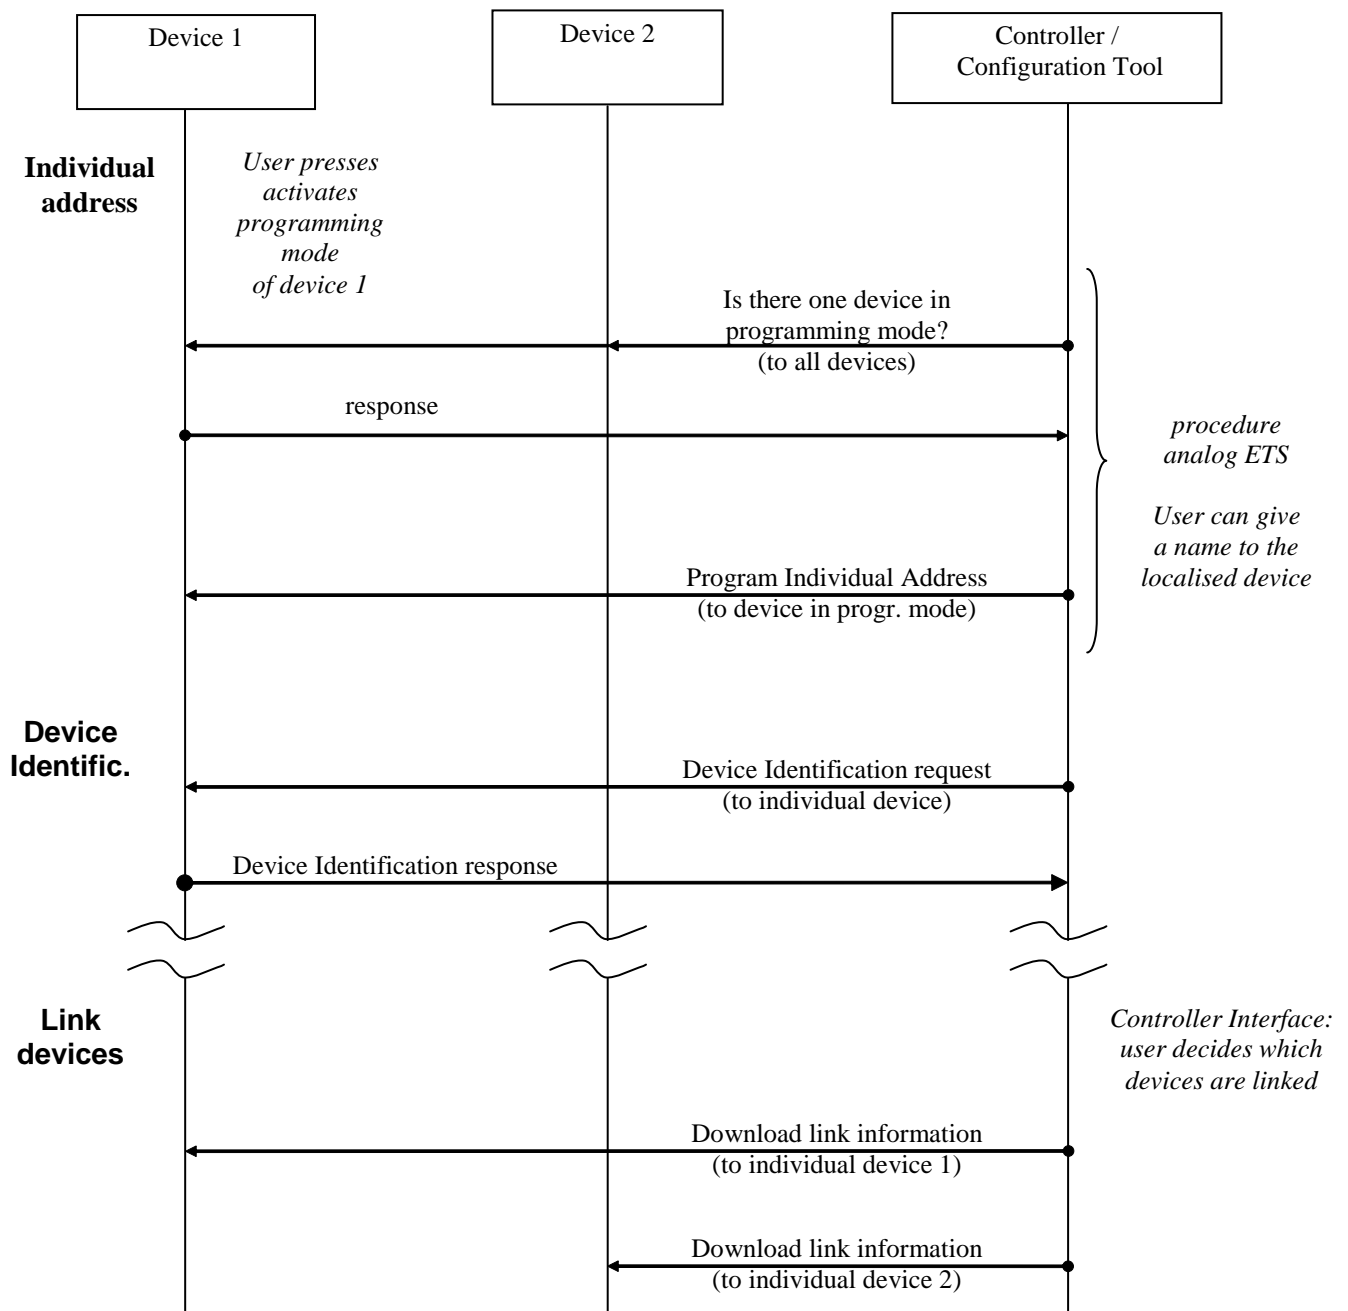 Device 1
Device 2
Controller /
Configuration Tool
Individual
address
User presses
activates
programming
mode
of device 1
Is there one device in
programming mode?
(to all devices)
response
procedure
analog ETS
User can give
a name to the
localised device
Program Individual Address
(to device in progr. mode)
Device
Identific.
Device Identification request
(to individual device)
Device Identification response
Link
devices
Controller Interface:
user decides which
devices are linked
Download link information
(to individual device 1)
Download link information
(to individual device 2)